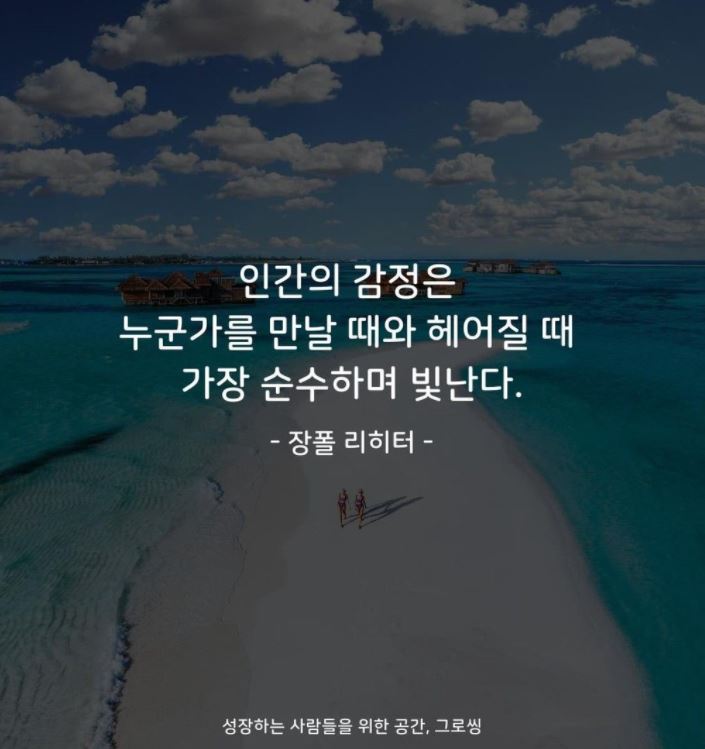 인간의 감정은
누군가를 만날 때와 헤어질 때
가장 순수하며 빛난다.
- 장폴 리히터 -
성장하는 사람들을 위한 공간, 그로씽